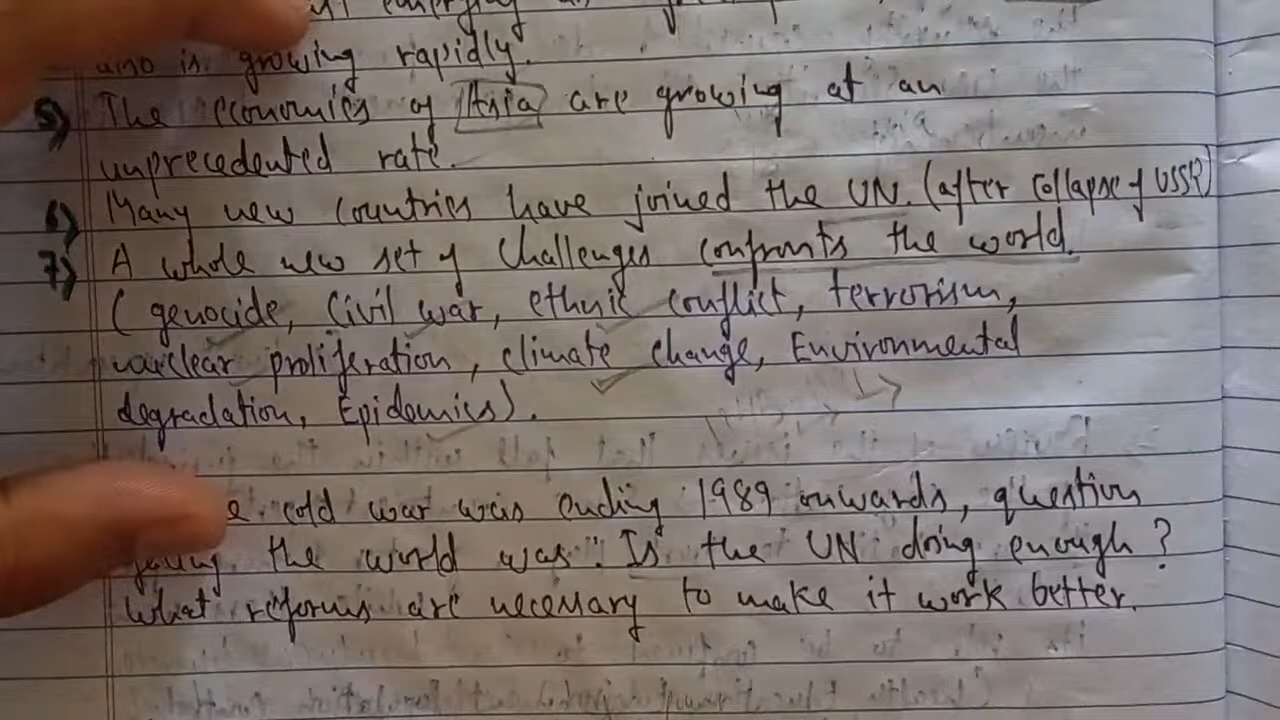 also is growing rapidly.
5) The economies of Asia are growing at an
unprecedented rate.
6) Many new countries have joined the UN. (after collapse of USSR)
7) A whole new set of challenges confronts the world.
(genocide, civil war, ethnic conflict, terrorism,
nuclear proliferation, climate change, Environmental
degradation, Epidemics).
cold war was ending 1989 onwards, question
the world was: Is the UN doing enough?
What reforms are necessary to make it work better.